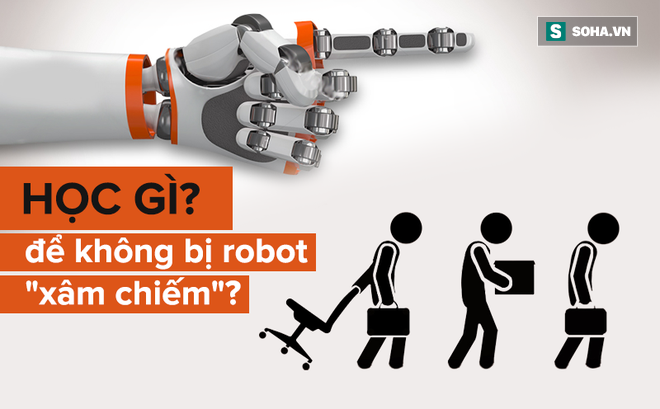 S SOHA.VN
HỌC GÌ?
để không bị robot
"xâm chiếm"?